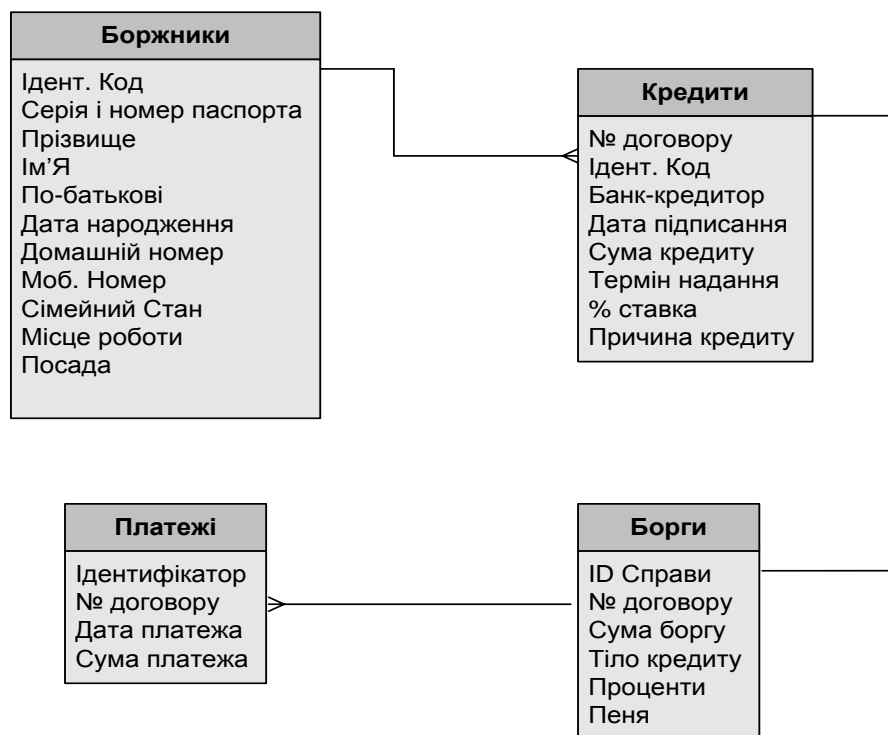 Боржники
Ідент. Код
Серія і номер паспорта
Прізвище
Ім’Я
По-батькові
Дата народження
Домашній номер
Моб. Номер
Сімейний Стан
Місце роботи
Посада
Кредити
№ договору
Ідент. Код
Банк-кредитор
Дата підписання
Сума кредиту
Термін надання
% ставка
Причина кредиту
Платежі
Ідентифікатор
№ договору
Дата платежа
Сума платежа
Борги
ID Справи
№ договору
Сума боргу
Тіло кредиту
Проценти
Пеня